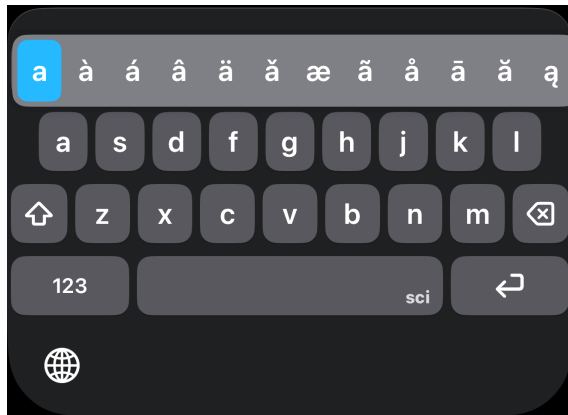 a à á â ä ǎ æ ã å ā ă ą
a s d f g h j k l
z x c v b n m
123 sci